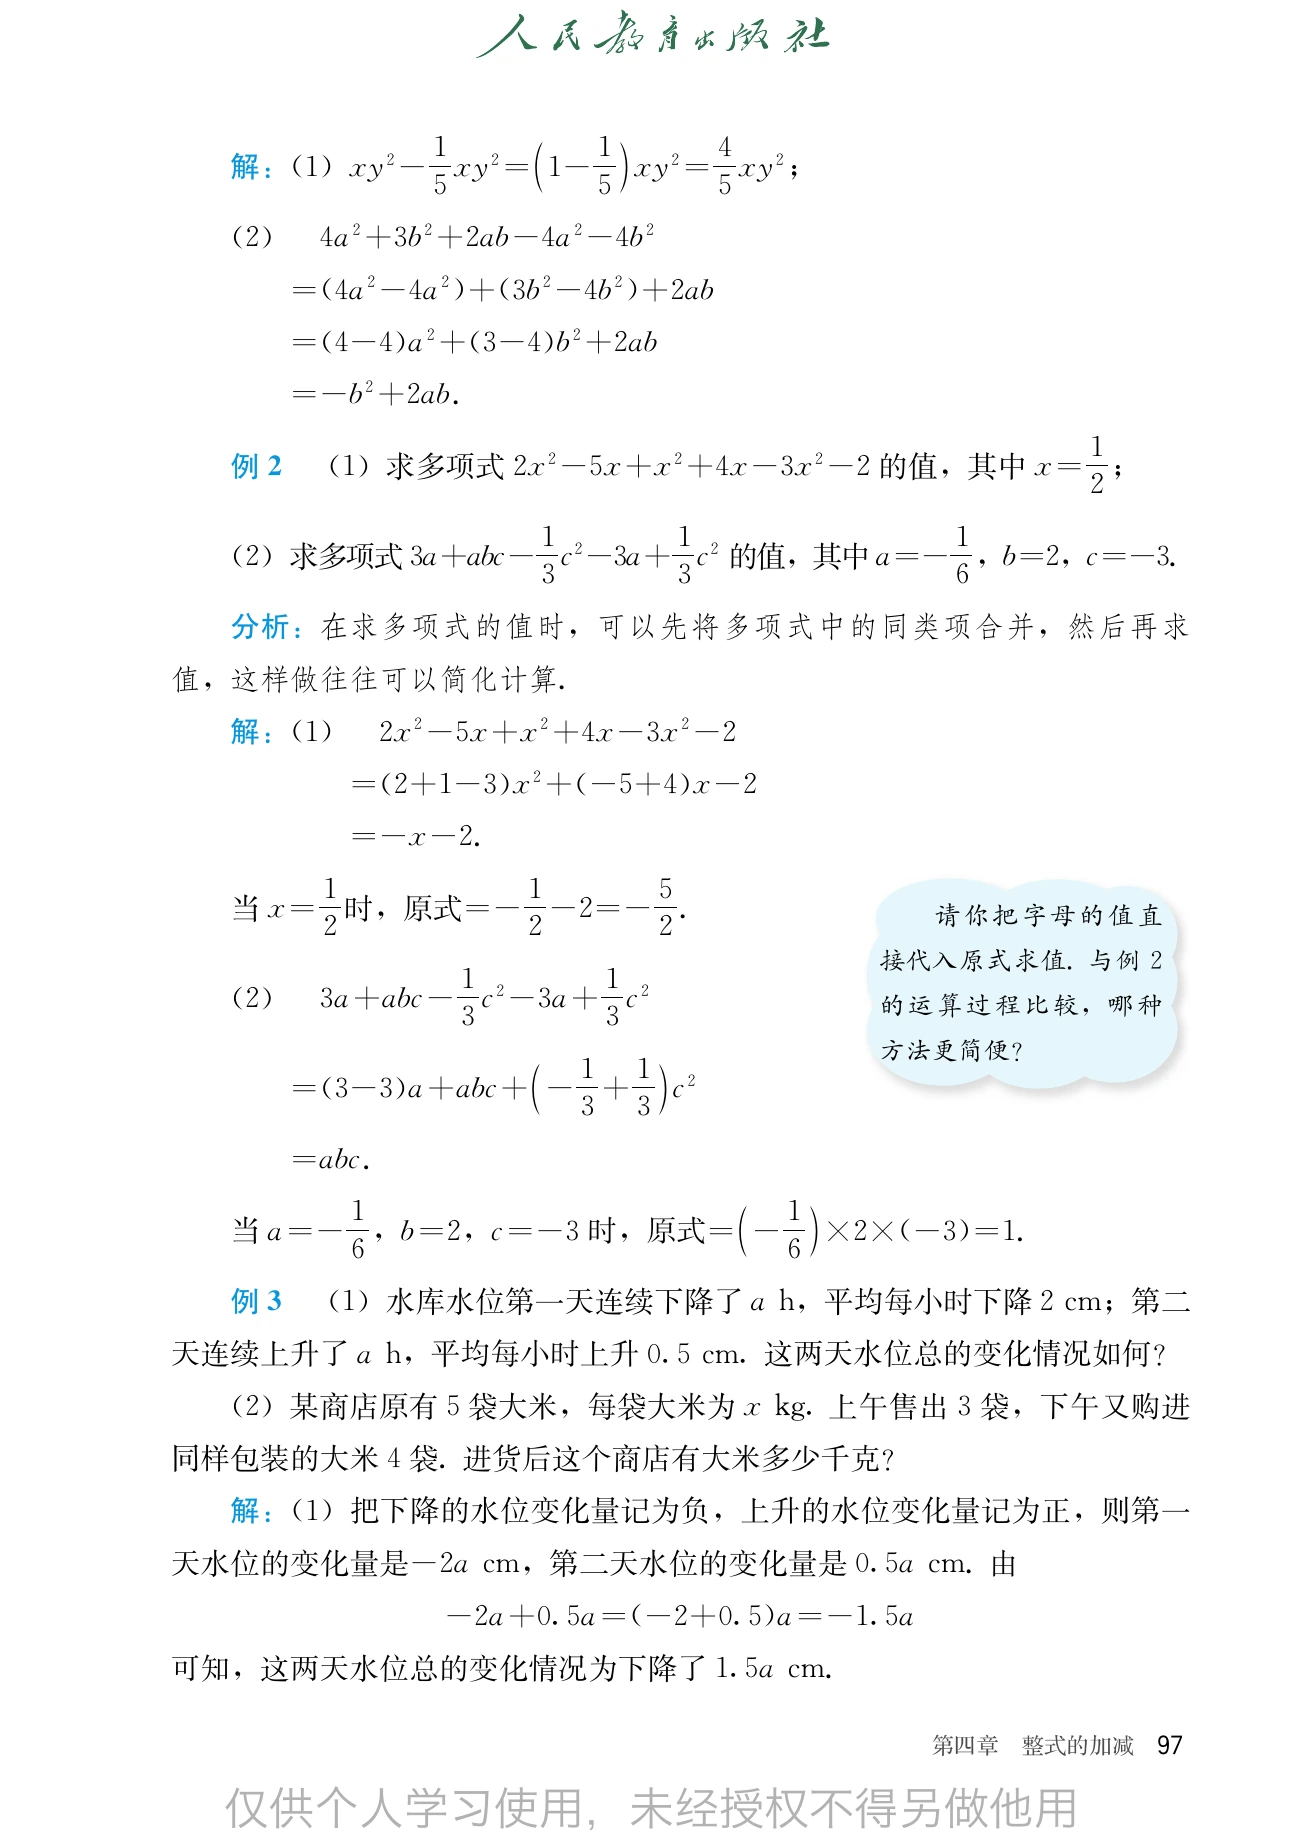 人民教育出版社
解：(1) xy²－1/5xy²＝(1－1/5)xy²＝4/5xy²；
(2) 4a²＋3b²＋2ab－4a²－4b²
＝(4a²－4a²)＋(3b²－4b²)＋2ab
＝(4－4)a²＋(3－4)b²＋2ab
＝－b²＋2ab.
例 2 (1) 求多项式 2x²－5x＋x²＋4x－3x²－2 的值，其中 x＝1/2；
(2) 求多项式 3a＋abc－1/3c²－3a＋1/3c² 的值，其中 a＝－1/6，b＝2，c＝－3.
分析：在求多项式的值时，可以先将多项式中的同类项合并，然后再求
值，这样做往往可以简化计算.
解：(1) 2x²－5x＋x²＋4x－3x²－2
＝(2＋1－3)x²＋(－5＋4)x－2
＝－x－2.
当 x＝1/2时，原式＝－1/2－2＝－5/2.
(2) 3a＋abc－1/3c²－3a＋1/3c²
＝(3－3)a＋abc＋(－1/3＋1/3)c²
＝abc.
当 a＝－1/6，b＝2，c＝－3 时，原式＝(－1/6)×2×(－3)＝1.
请你把字母的值直
接代入原式求值. 与例 2
的运算过程比较，哪种
方法更简便？
例 3 (1) 水库水位第一天连续下降了 a h，平均每小时下降 2 cm；第二
天连续上升了 a h，平均每小时上升 0.5 cm. 这两天水位总的变化情况如何？
(2) 某商店原有 5 袋大米，每袋大米为 x kg. 上午售出 3 袋，下午又购进
同样包装的大米 4 袋. 进货后这个商店有大米多少千克？
解：(1) 把下降的水位变化量记为负，上升的水位变化量记为正，则第一
天水位的变化量是－2a cm，第二天水位的变化量是 0.5a cm. 由
－2a＋0.5a＝(－2＋0.5)a＝－1.5a
可知，这两天水位总的变化情况为下降了 1.5a cm.
第四章 整式的加减 97
仅供个人学习使用，未经授权不得另做他用